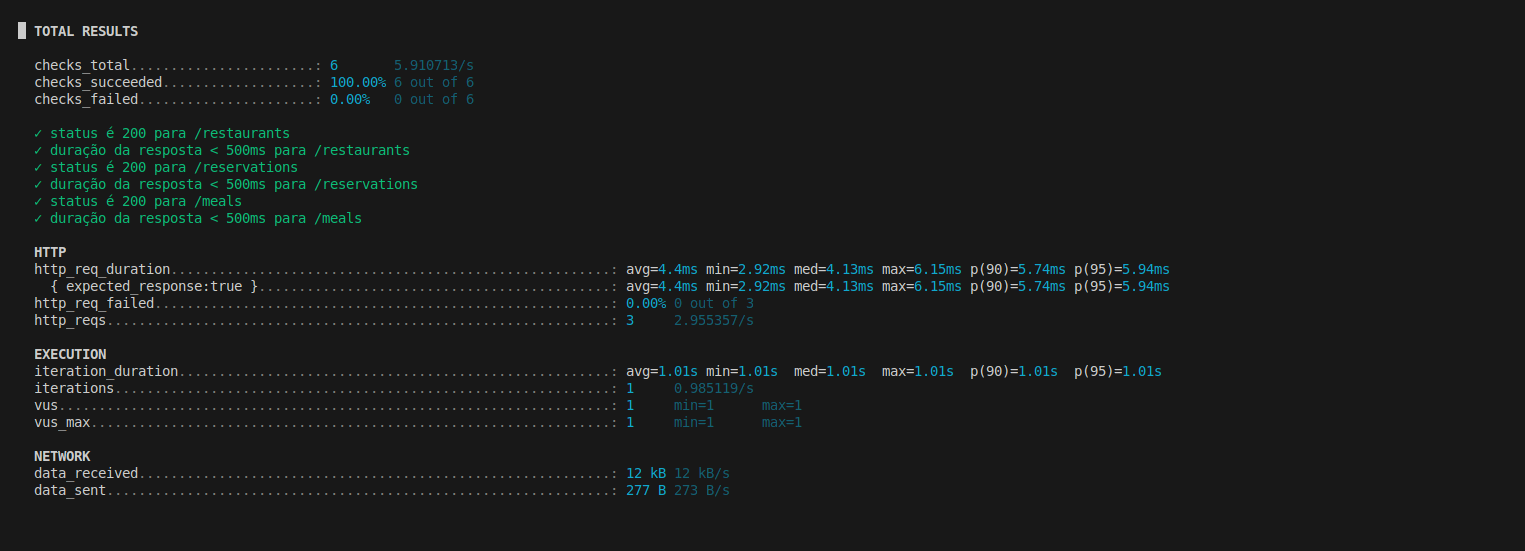 TOTAL RESULTS
checks_total.......................: 6 5.910713/s
checks_succeeded...................: 100.00% 6 out of 6
checks_failed......................: 0.00% 0 out of 6
✓ status é 200 para /restaurants
✓ duração da resposta < 500ms para /restaurants
✓ status é 200 para /reservations
✓ duração da resposta < 500ms para /reservations
✓ status é 200 para /meals
✓ duração da resposta < 500ms para /meals
HTTP
http_req_duration.......................................................: avg=4.4ms min=2.92ms med=4.13ms max=6.15ms p(90)=5.74ms p(95)=5.94ms
{ expected_response:true }............................................: avg=4.4ms min=2.92ms med=4.13ms max=6.15ms p(90)=5.74ms p(95)=5.94ms
http_req_failed.........................................................: 0.00% 0 out of 3
http_reqs...............................................................: 3 2.955357/s
EXECUTION
iteration_duration......................................................: avg=1.01s min=1.01s med=1.01s max=1.01s p(90)=1.01s p(95)=1.01s
iterations..............................................................: 1 0.985119/s
vus.....................................................................: 1 min=1 max=1
vus_max.................................................................: 1 min=1 max=1
NETWORK
data_received...........................................................: 12 kB 12 kB/s
data_sent...............................................................: 277 B 273 B/s